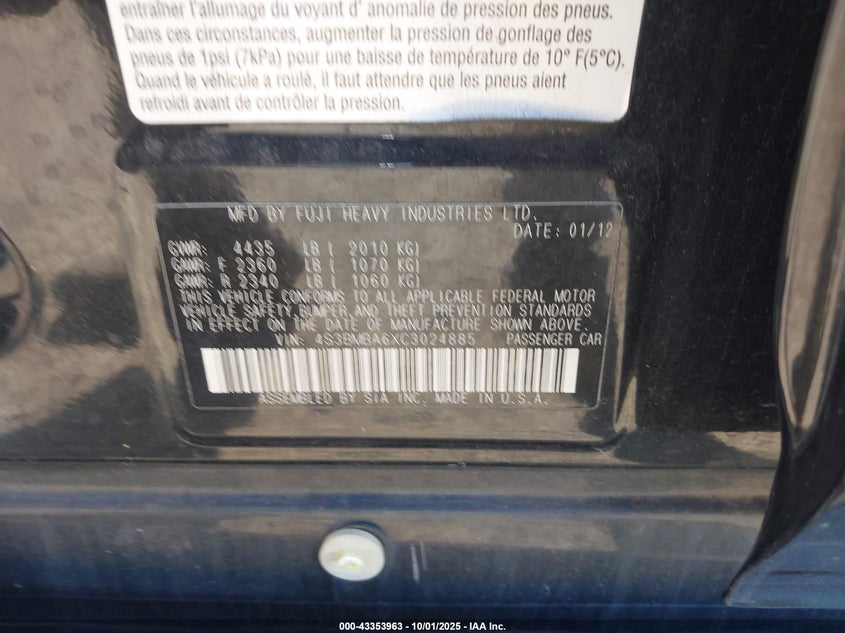 entraîner l'allumage du voyant d' anomalie de pression des pneus.
Dans ces circonstances, augmenter la pression de gonflage des
pneus de 1psi (7kPa) pour une baisse de température de 10° F(5°C).
Quand le véhicule a roulé, il faut attendre que les pneus aient
refroidi avant de contrôler la pression.
MFD BY FUJI HEAVY INDUSTRIES LTD.
DATE: 01/12
GVWR: 4435 LB [ 2010 KG]
GAWR: F 2360 LB [ 1070 KG]
GAWR: R 2340 LB [ 1060 KG]
THIS VEHICLE CONFORMS TO ALL APPLICABLE FEDERAL MOTOR
VEHICLE SAFETY, BUMPER, AND THEFT PREVENTION STANDARDS
IN EFFECT ON THE DATE OF MANUFACTURE SHOWN ABOVE.
VIN: 4S3BMBA6XC3024885 PASSENGER CAR
ASSEMBLED BY SIA INC. MADE IN U.S.A.
000-43353963 - 10/01/2025 - IAA Inc.